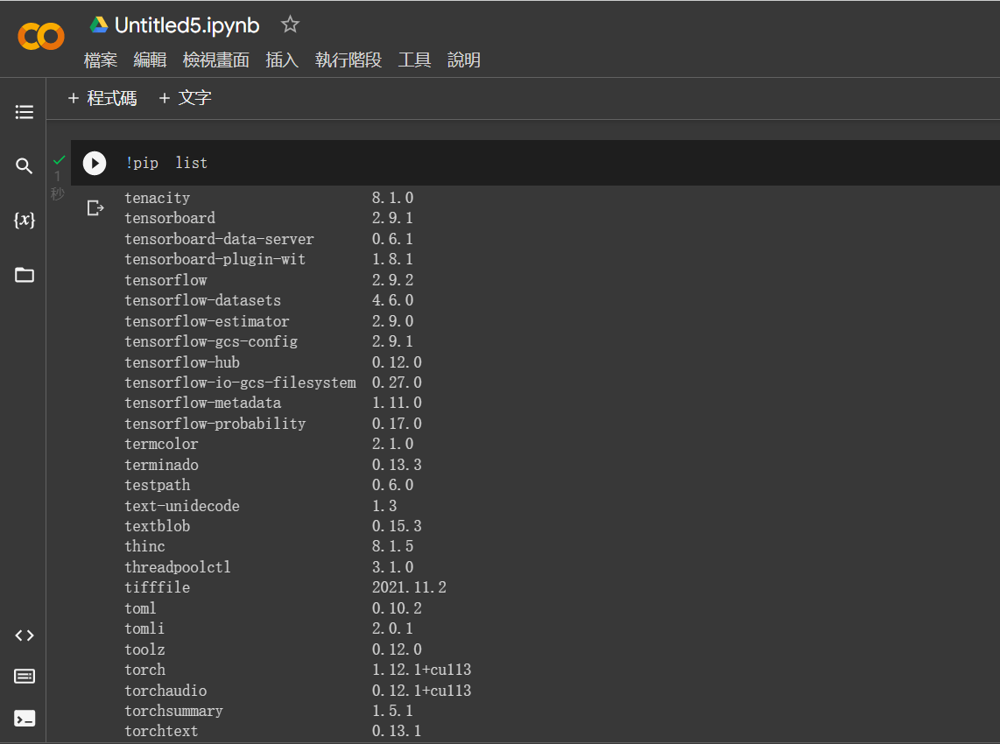 Untitled5.ipynb
檔案 編輯 檢視畫面 插入 執行階段 工具 說明
+ 程式碼 + 文字
!pip list
1
秒
{x}
tenacity 8.1.0
tensorboard 2.9.1
tensorboard-data-server 0.6.1
tensorboard-plugin-wit 1.8.1
tensorflow 2.9.2
tensorflow-datasets 4.6.0
tensorflow-estimator 2.9.0
tensorflow-gcs-config 2.9.1
tensorflow-hub 0.12.0
tensorflow-io-gcs-filesystem 0.27.0
tensorflow-metadata 1.11.0
tensorflow-probability 0.17.0
termcolor 2.1.0
terminado 0.13.3
testpath 0.6.0
text-unidecode 1.3
textblob 0.15.3
thinc 8.1.5
threadpoolctl 3.1.0
tifffile 2021.11.2
toml 0.10.2
tomli 2.0.1
toolz 0.12.0
torch 1.12.1+cu113
torchaudio 0.12.1+cu113
torchsummary 1.5.1
torchtext 0.13.1